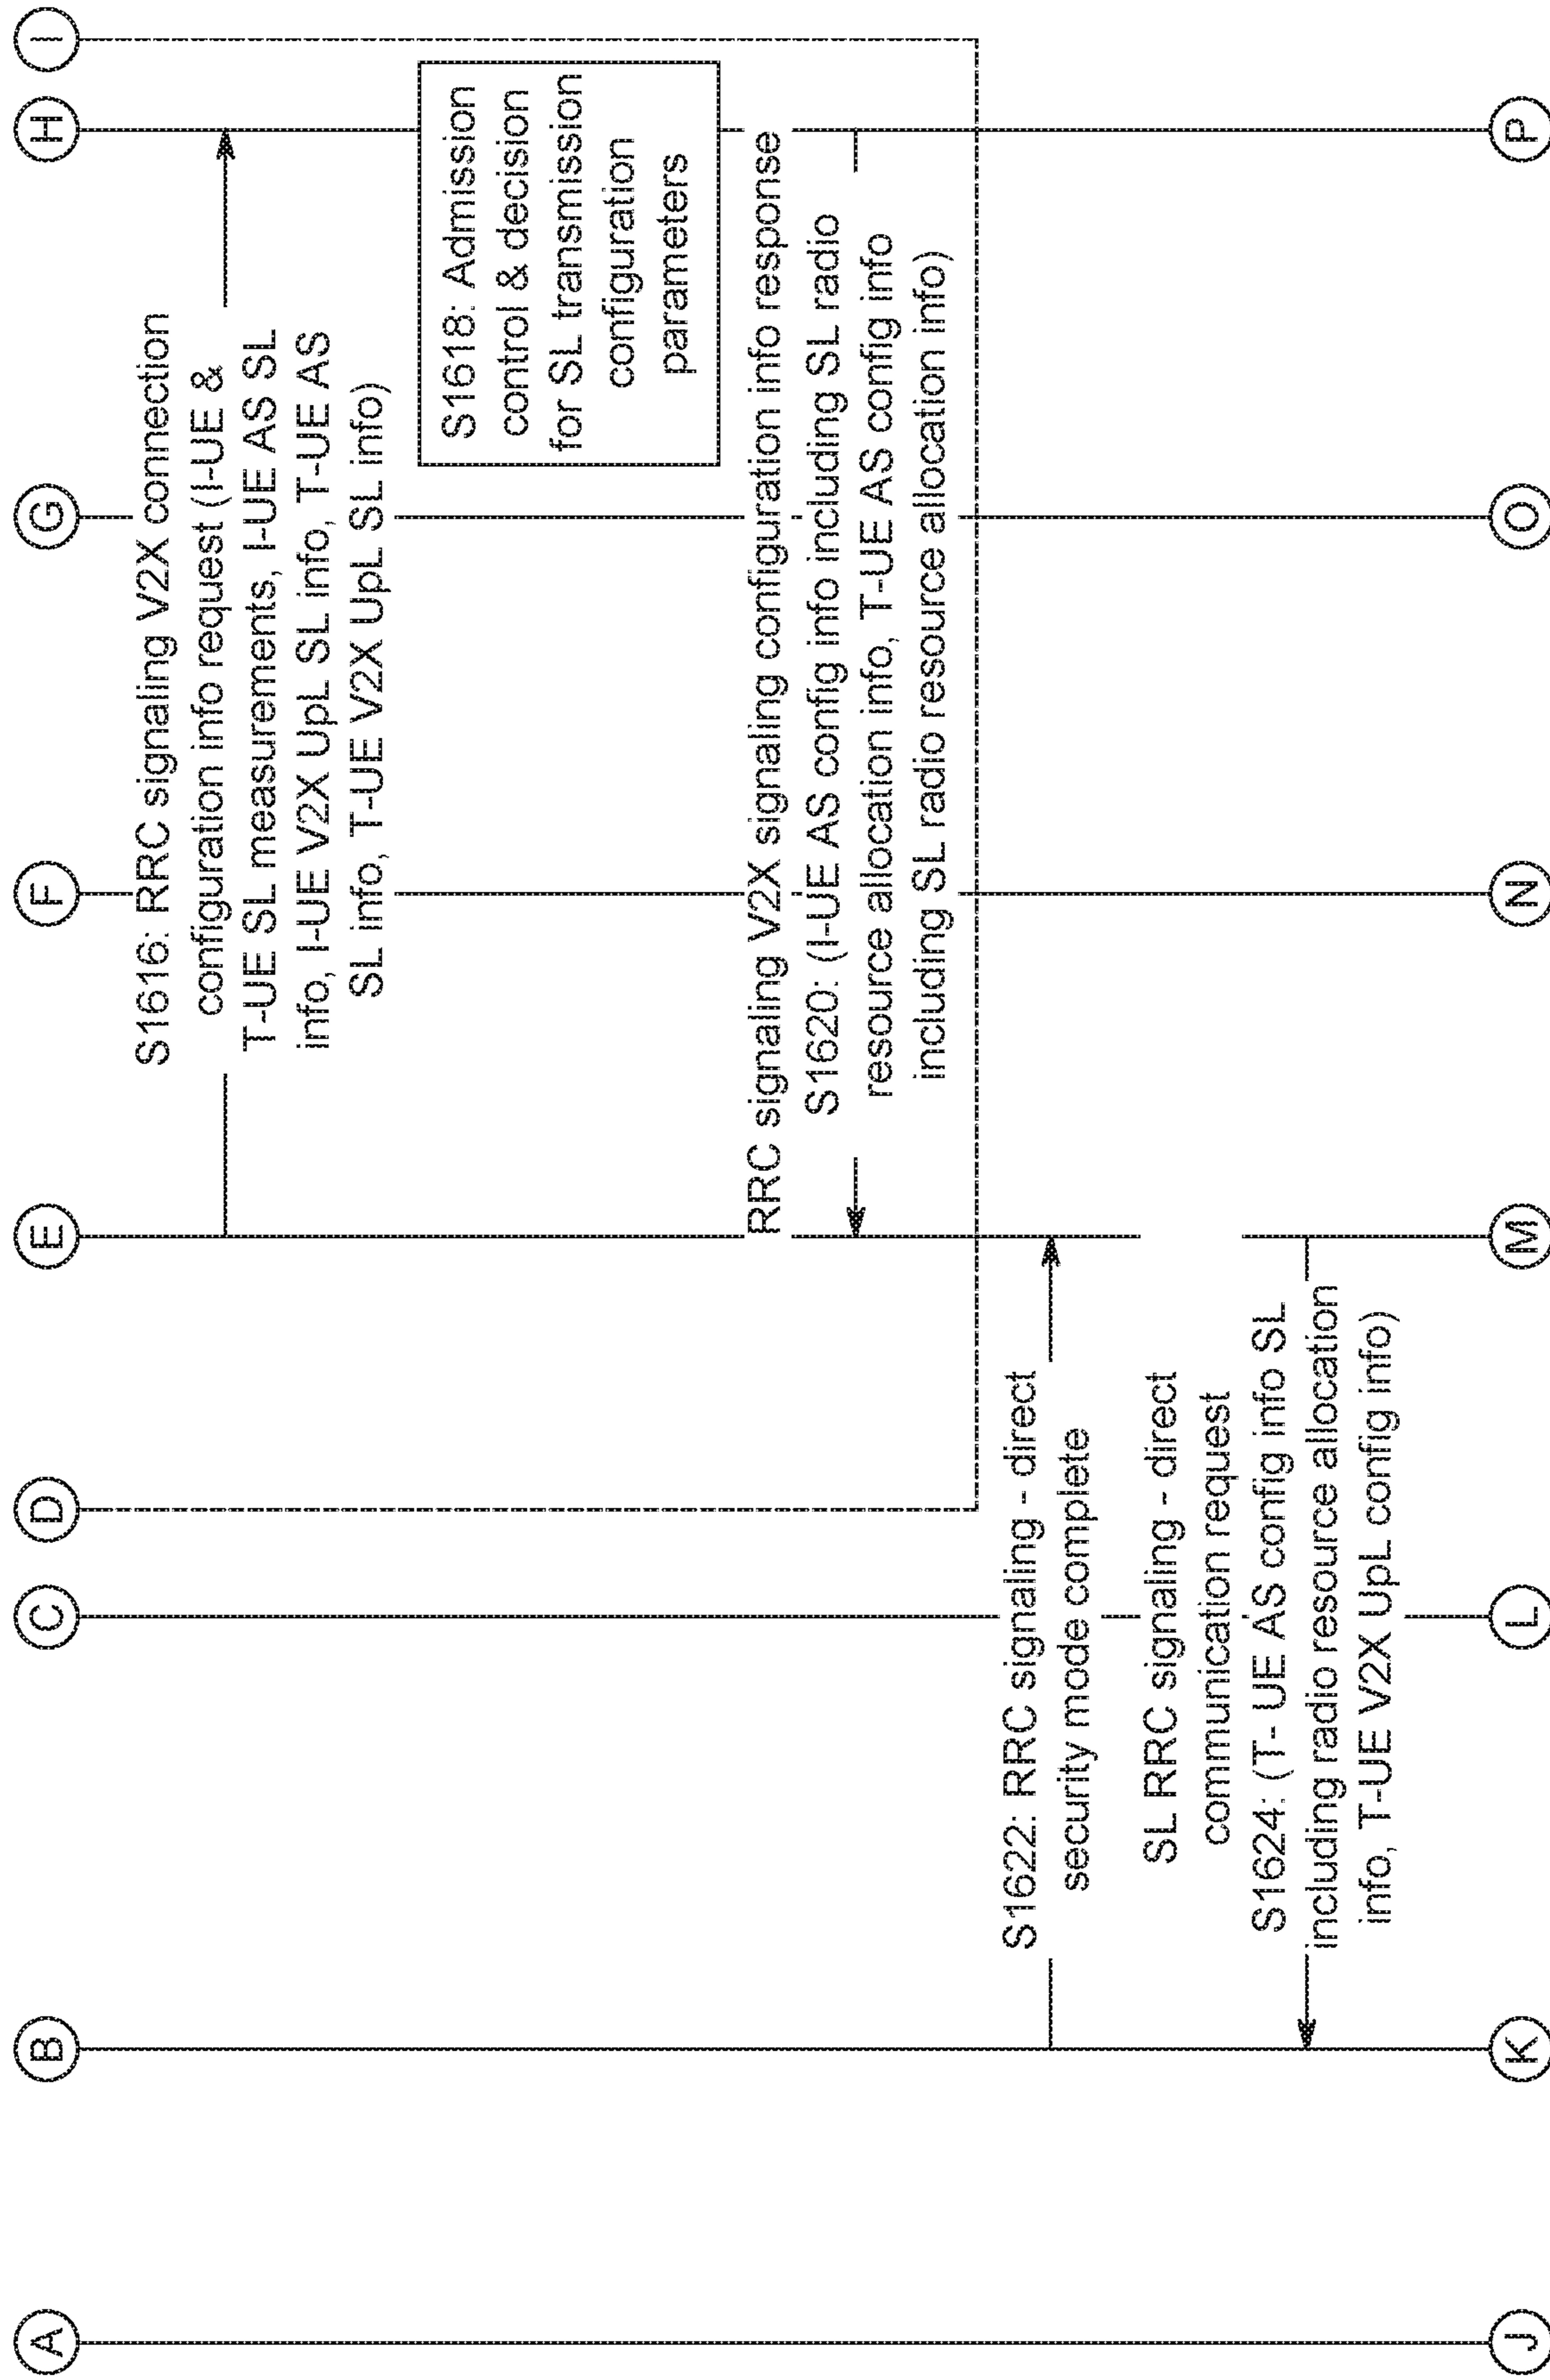 A
B
C
D
E
F
G
H
I
S1616: RRC signaling V2X connection
configuration info request (I-UE &
T-UE SL measurements, I-UE AS SL
info, I-UE V2X UpL SL info, T-UE AS
SL info, T-UE V2X UpL SL info)
S1618: Admission
control & decision
for SL transmission
configuration
parameters
RRC signaling V2X signaling configuration info response
S1620: (I-UE AS config info including SL radio
resource allocation info, T-UE AS config info
including SL radio resource allocation info)
S1622: RRC signaling - direct
security mode complete
SL RRC signaling - direct
communication request
S1624: (T- UE AS config info SL
including radio resource allocation
info, T-UE V2X UpL config info)
J
K
L
M
N
O
P